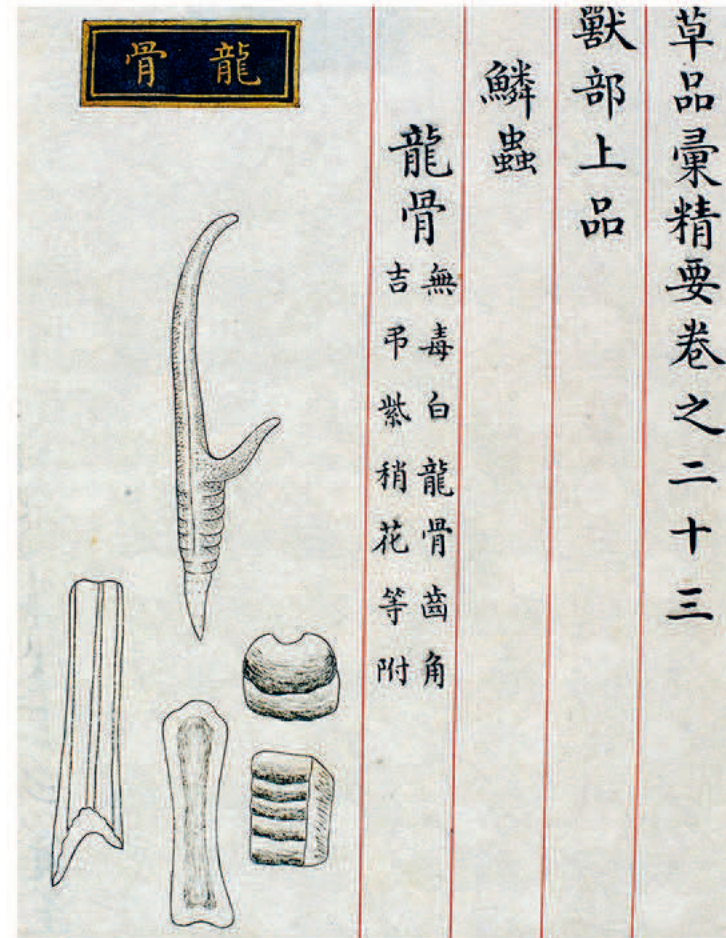 草品彙精要卷之二十三
獸部上品
鱗蟲
龍骨
無毒白龍骨齒角
吉弔紫稍花等附
龍骨